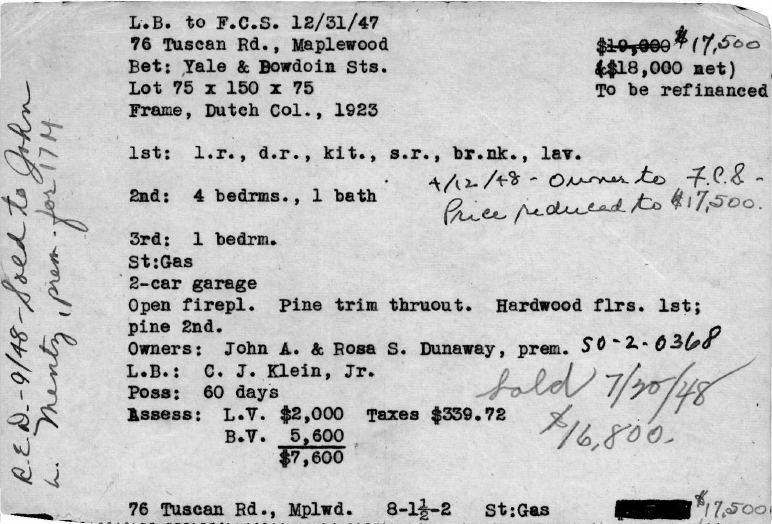 L.B. to F.C.S. 12/31/47
76 Tuscan Rd., Maplewood
$19,000 $17,500
Bet: Yale & Bowdoin Sts.
($18,000 net)
Lot 75 x 150 x 75
To be refinanced
Frame, Dutch Col., 1923
1st: l.r., d.r., kit., s.r., br.nk., lav.
4/12/48 - Owner to F.C.S -
2nd: 4 bedrms., 1 bath
Price reduced to $17,500.
3rd: 1 bedrm.
St:Gas
2-car garage
Open firepl. Pine trim thruout. Hardwood flrs. 1st;
pine 2nd.
Owners: John A. & Rosa S. Dunaway, prem. SO-2-0368
L.B.: C. J. Klein, Jr.
Poss: 60 days
Sold 7/20/48
$16,800.
Assess: L.V. $2,000 Taxes $339.72
B.V. 5,600
$7,600
76 Tuscan Rd., Mplwd. 8-1½-2 St:Gas
$17,500
R.E.D.-9/48-Sold to John
L. Mentz, prem. for 17M